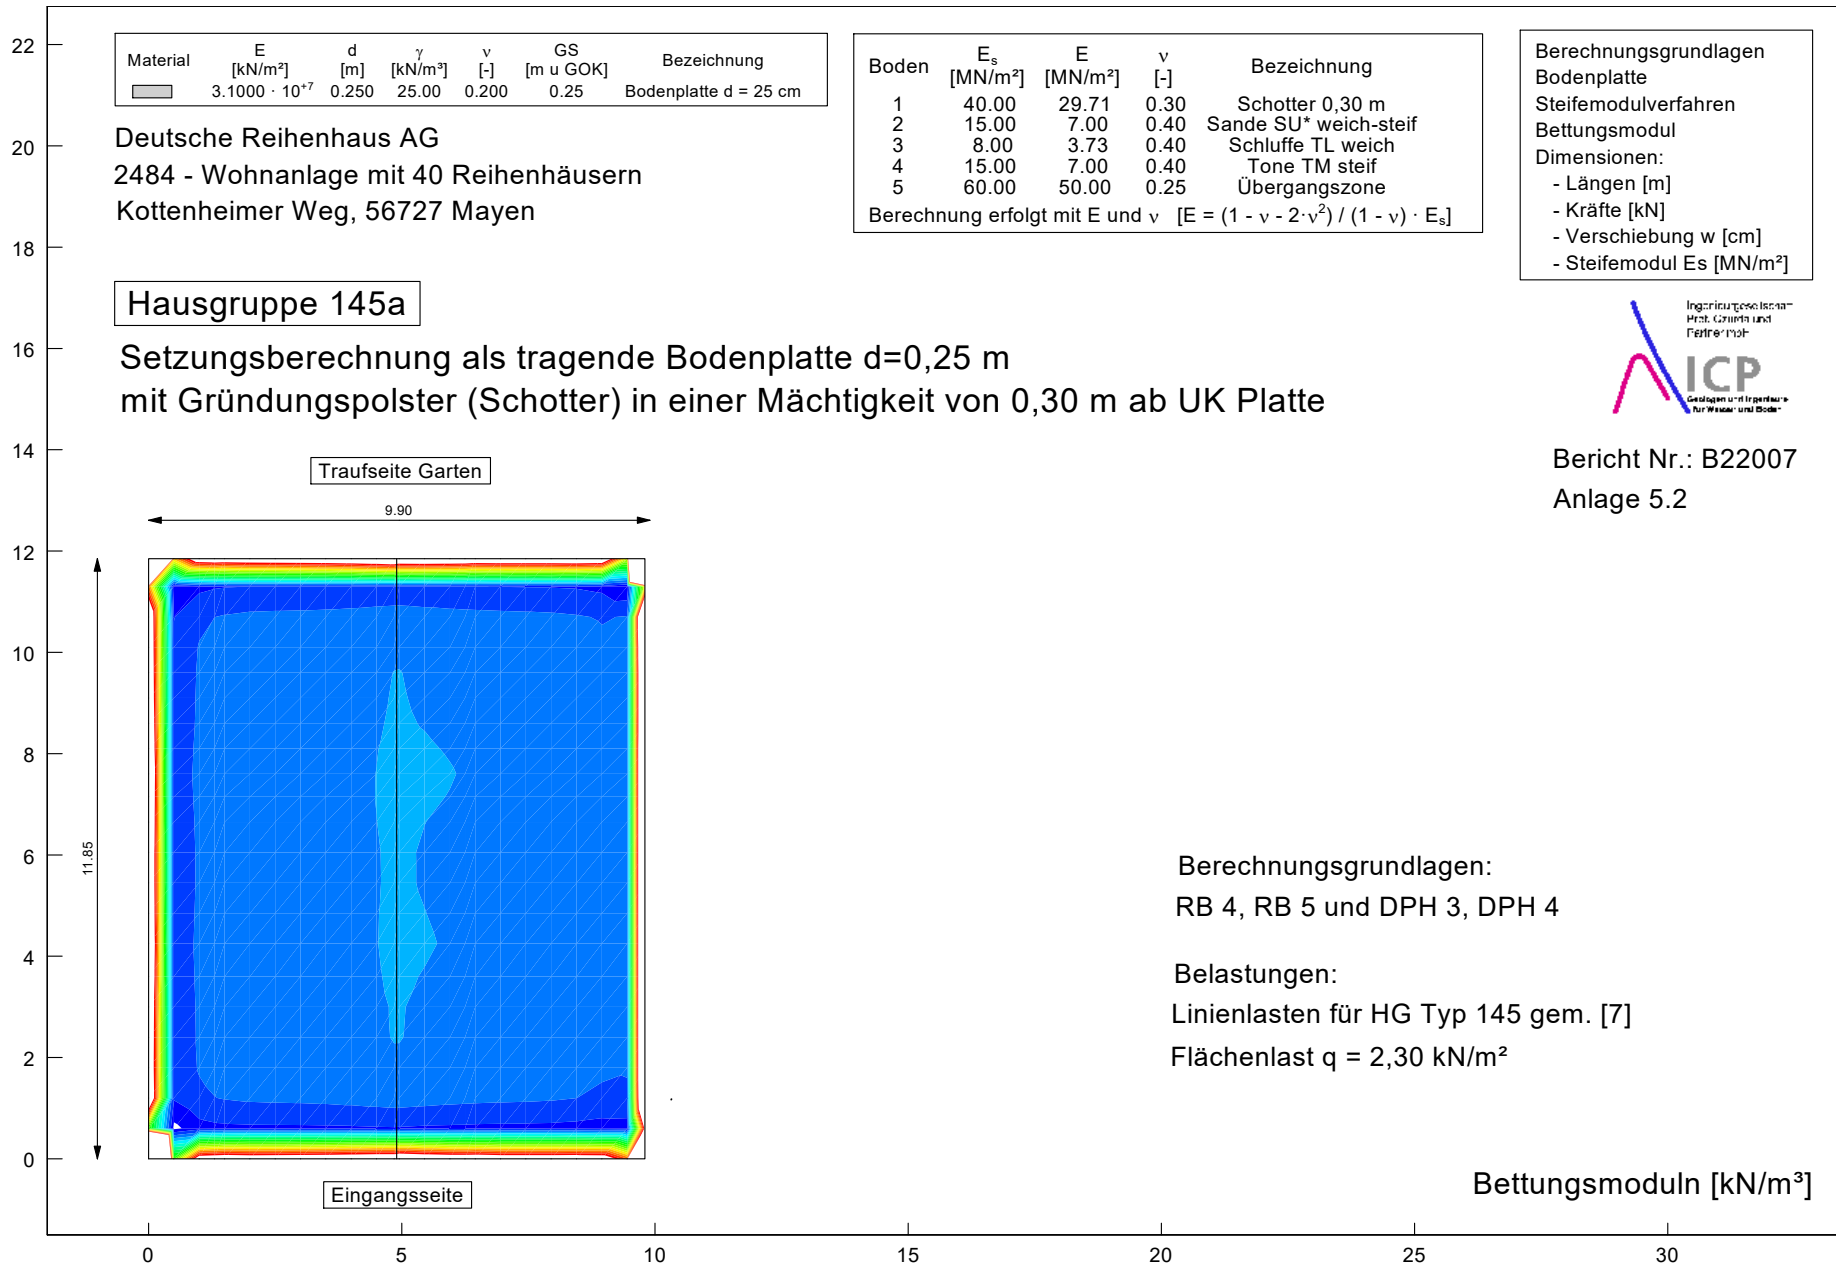 Material E d γ ν GS Bezeichnung
[kN/m²] [m] [kN/m³] [-] [m u GOK]
3.1000 · 10⁺⁷ 0.250 25.00 0.200 0.25 Bodenplatte d = 25 cm
Deutsche Reihenhaus AG
2484 - Wohnanlage mit 40 Reihenhäusern
Kottenheimer Weg, 56727 Mayen
Boden Eₛ E ν Bezeichnung
[MN/m²] [MN/m²] [-]
1 40.00 29.71 0.30 Schotter 0,30 m
2 15.00 7.00 0.40 Sande SU* weich-steif
3 8.00 3.73 0.40 Schluffe TL weich
4 15.00 7.00 0.40 Tone TM steif
5 60.00 50.00 0.25 Übergangszone
Berechnung erfolgt mit E und ν [E = (1 - ν - 2·ν²) / (1 - ν) · Eₛ]
Berechnungsgrundlagen
Bodenplatte
Steifemodulverfahren
Bettungsmodul
Dimensionen:
- Längen [m]
- Kräfte [kN]
- Verschiebung w [cm]
- Steifemodul Es [MN/m²]
Hausgruppe 145a
Setzungsberechnung als tragende Bodenplatte d=0,25 m
mit Gründungspolster (Schotter) in einer Mächtigkeit von 0,30 m ab UK Platte
Prof. und
ICP
und Ingenieure
für Wasser und Boden
Bericht Nr.: B22007
Anlage 5.2
Traufseite Garten
9.90
11.85
Eingangsseite
Berechnungsgrundlagen:
RB 4, RB 5 und DPH 3, DPH 4
Belastungen:
Linienlasten für HG Typ 145 gem. [7]
Flächenlast q = 2,30 kN/m²
Bettungsmoduln [kN/m³]
22
20
18
16
14
12
10
8
6
4
2
0
0 5 10 15 20 25 30